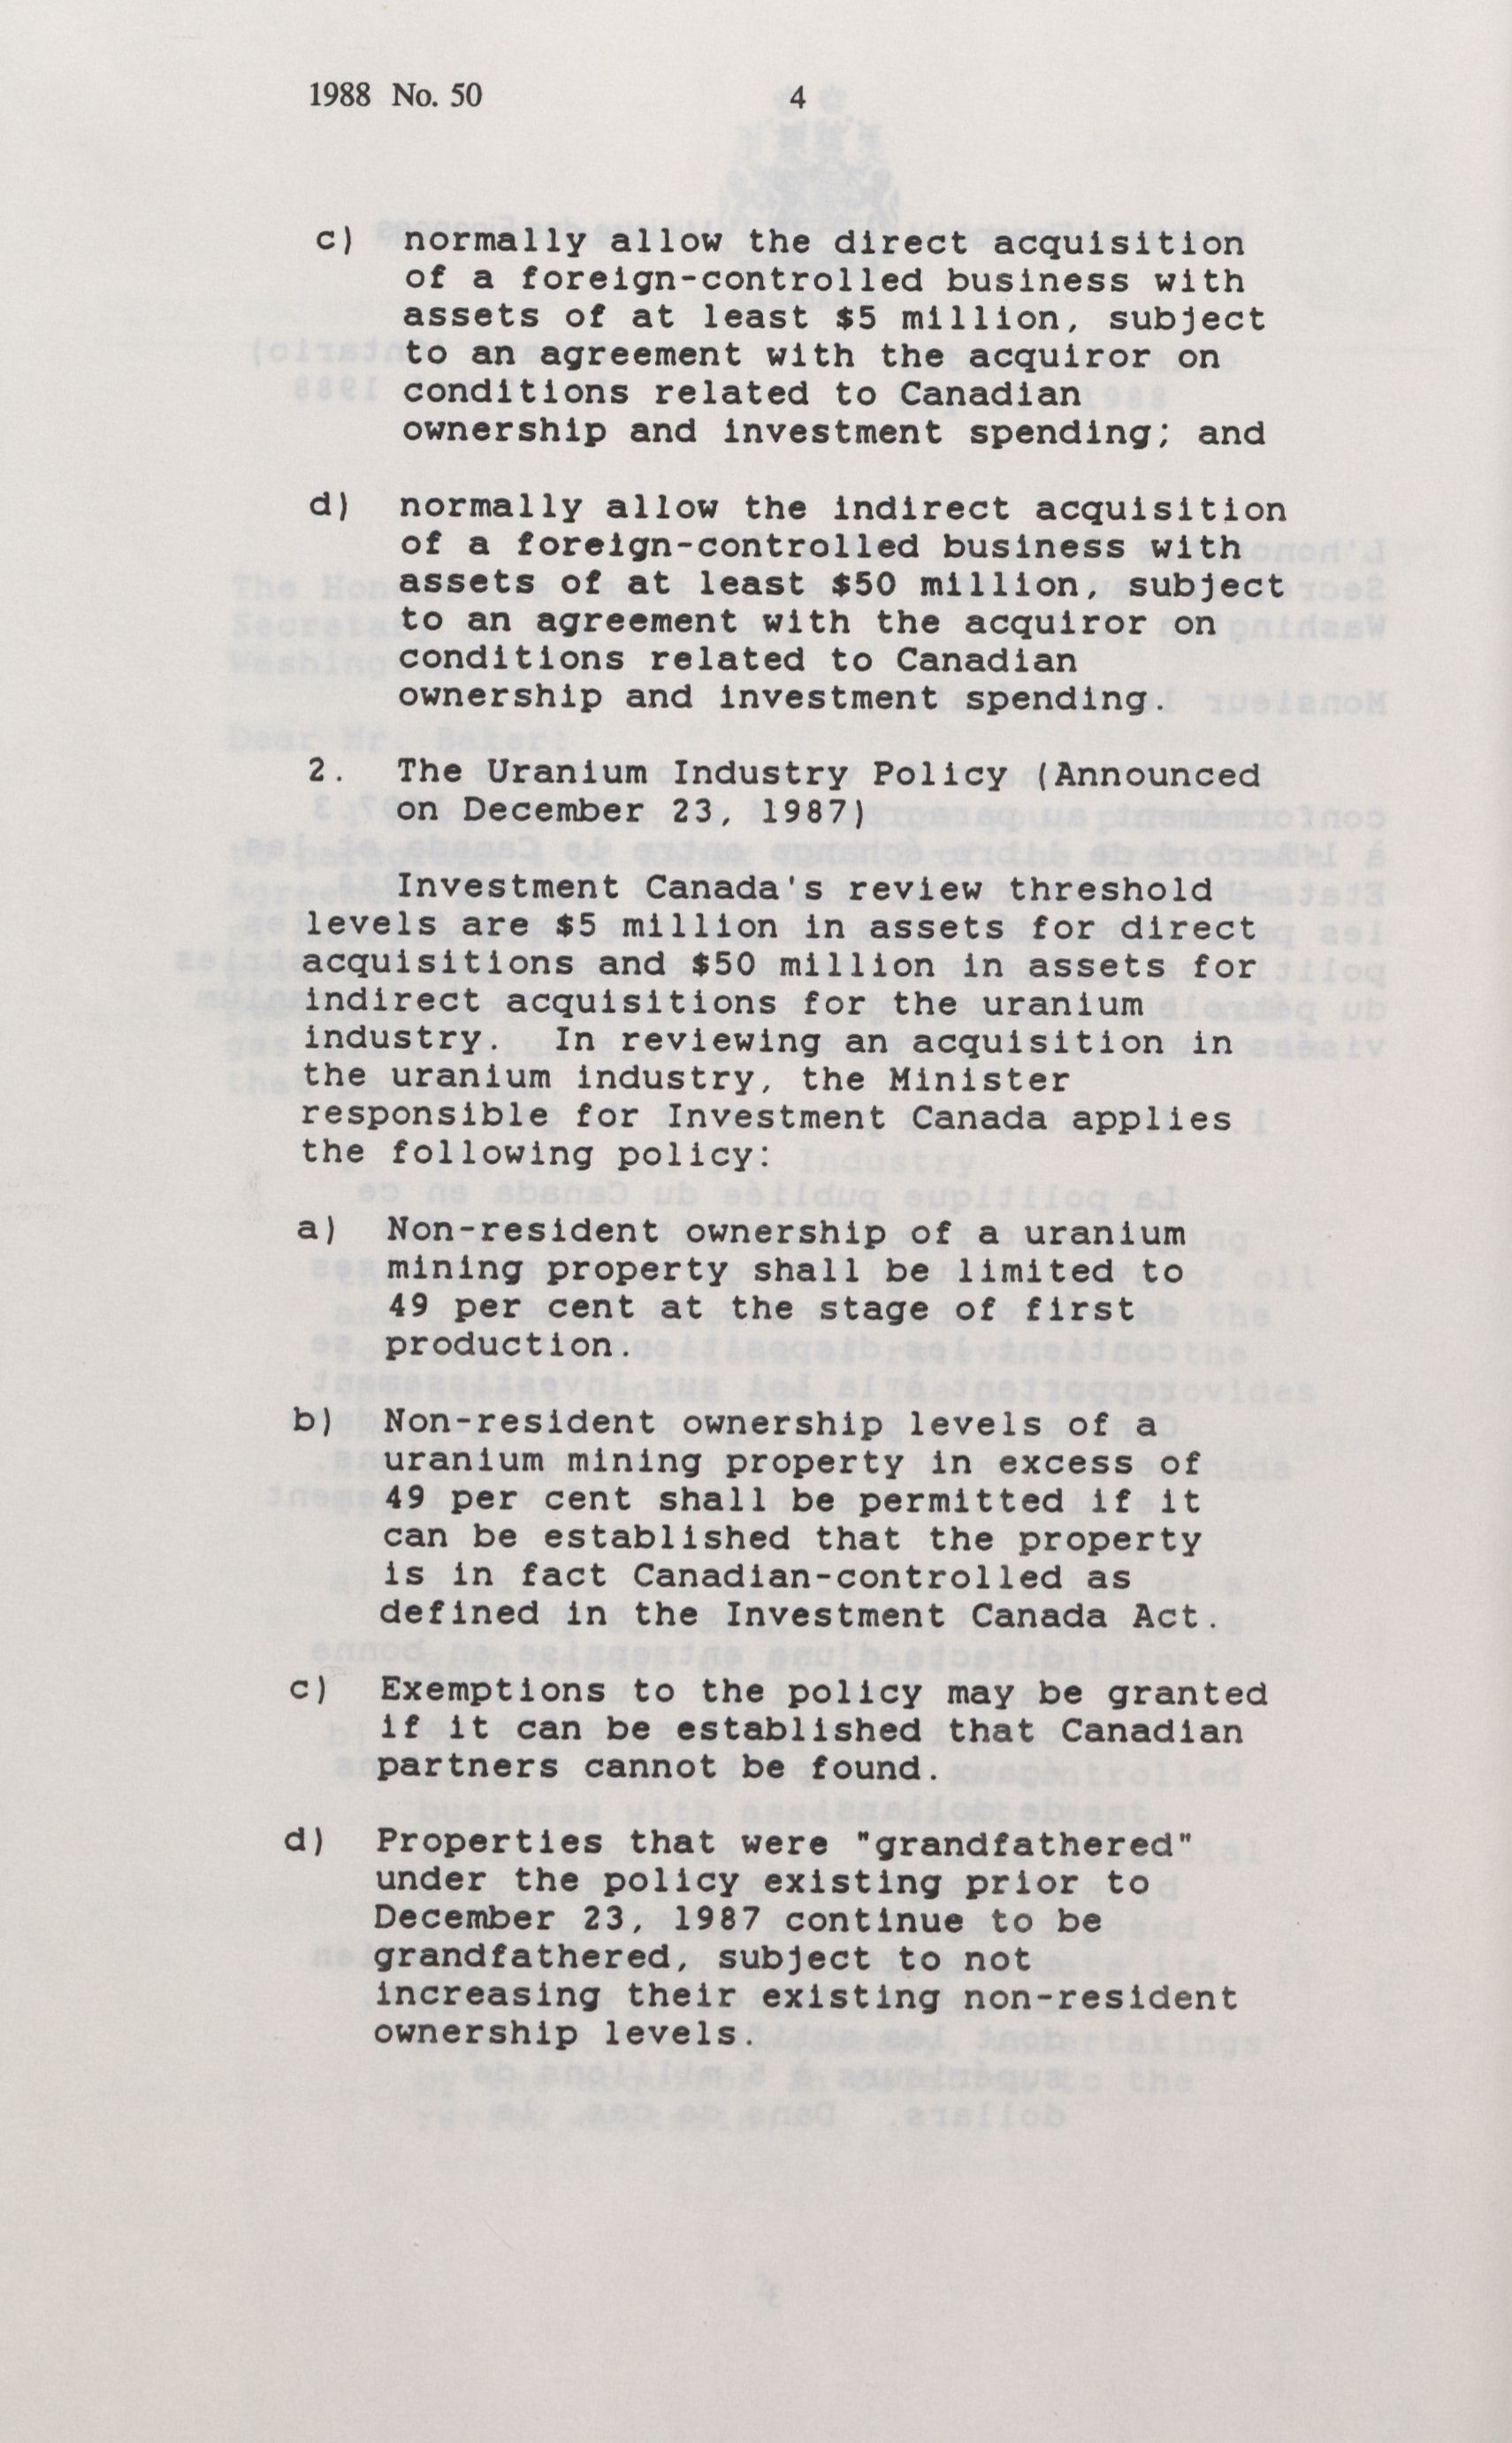 1988 No. 50 4
c) normally allow the direct acquisition
of a foreign-controlled business with
assets of at least $5 million, subject
to an agreement with the acquiror on
conditions related to Canadian
ownership and investment spending; and
d) normally allow the indirect acquisition
of a foreign-controlled business with
assets of at least $50 million, subject
to an agreement with the acquiror on
conditions related to Canadian
ownership and investment spending.
2. The Uranium Industry Policy (Announced
on December 23, 1987)
Investment Canada's review threshold
levels are $5 million in assets for direct
acquisitions and $50 million in assets for
indirect acquisitions for the uranium
industry. In reviewing an acquisition in
the uranium industry, the Minister
responsible for Investment Canada applies
the following policy:
a) Non-resident ownership of a uranium
mining property shall be limited to
49 per cent at the stage of first
production.
b) Non-resident ownership levels of a
uranium mining property in excess of
49 per cent shall be permitted if it
can be established that the property
is in fact Canadian-controlled as
defined in the Investment Canada Act.
c) Exemptions to the policy may be granted
if it can be established that Canadian
partners cannot be found.
d) Properties that were "grandfathered"
under the policy existing prior to
December 23, 1987 continue to be
grandfathered, subject to not
increasing their existing non-resident
ownership levels.